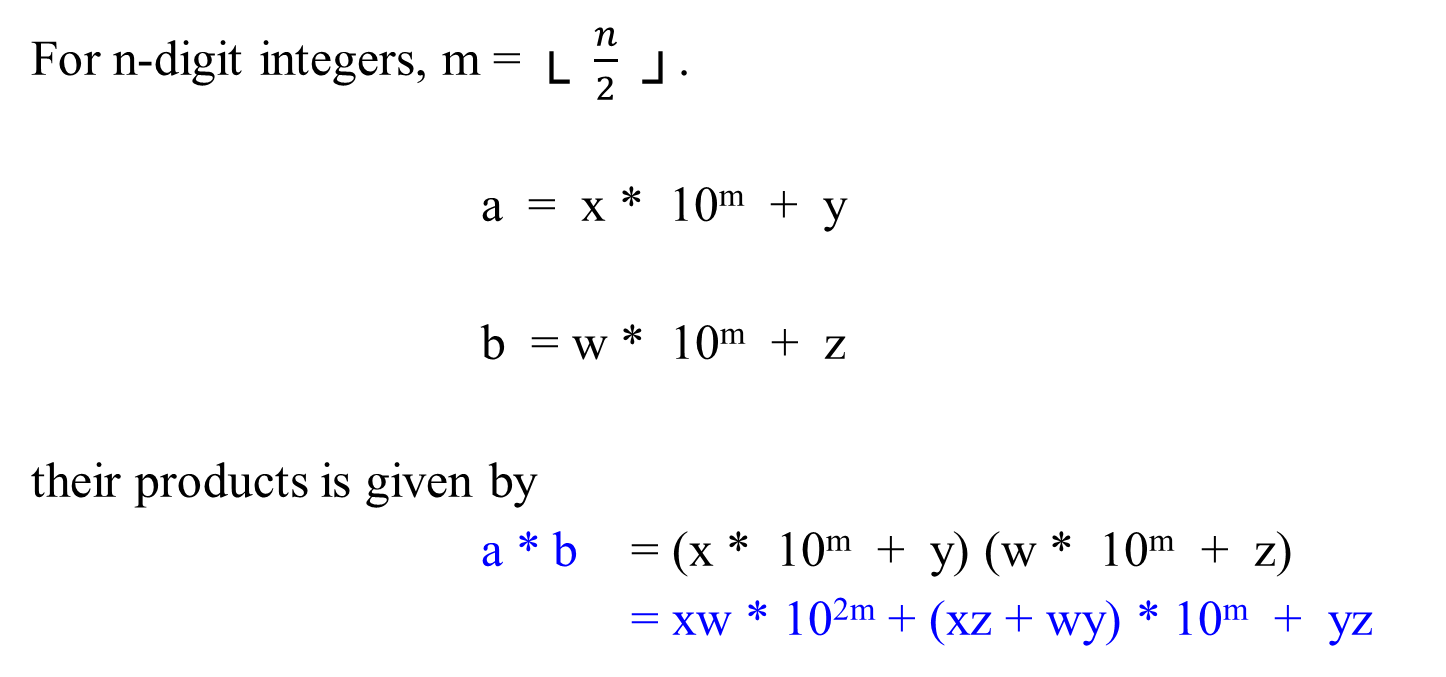 For n-digit integers, m = ⌊ n/2 ⌋ .
a = x * 10ᵐ + y
b = w * 10ᵐ + z
their products is given by
a * b = (x * 10ᵐ + y) (w * 10ᵐ + z)
= xw * 10²ᵐ + (xz + wy) * 10ᵐ + yz